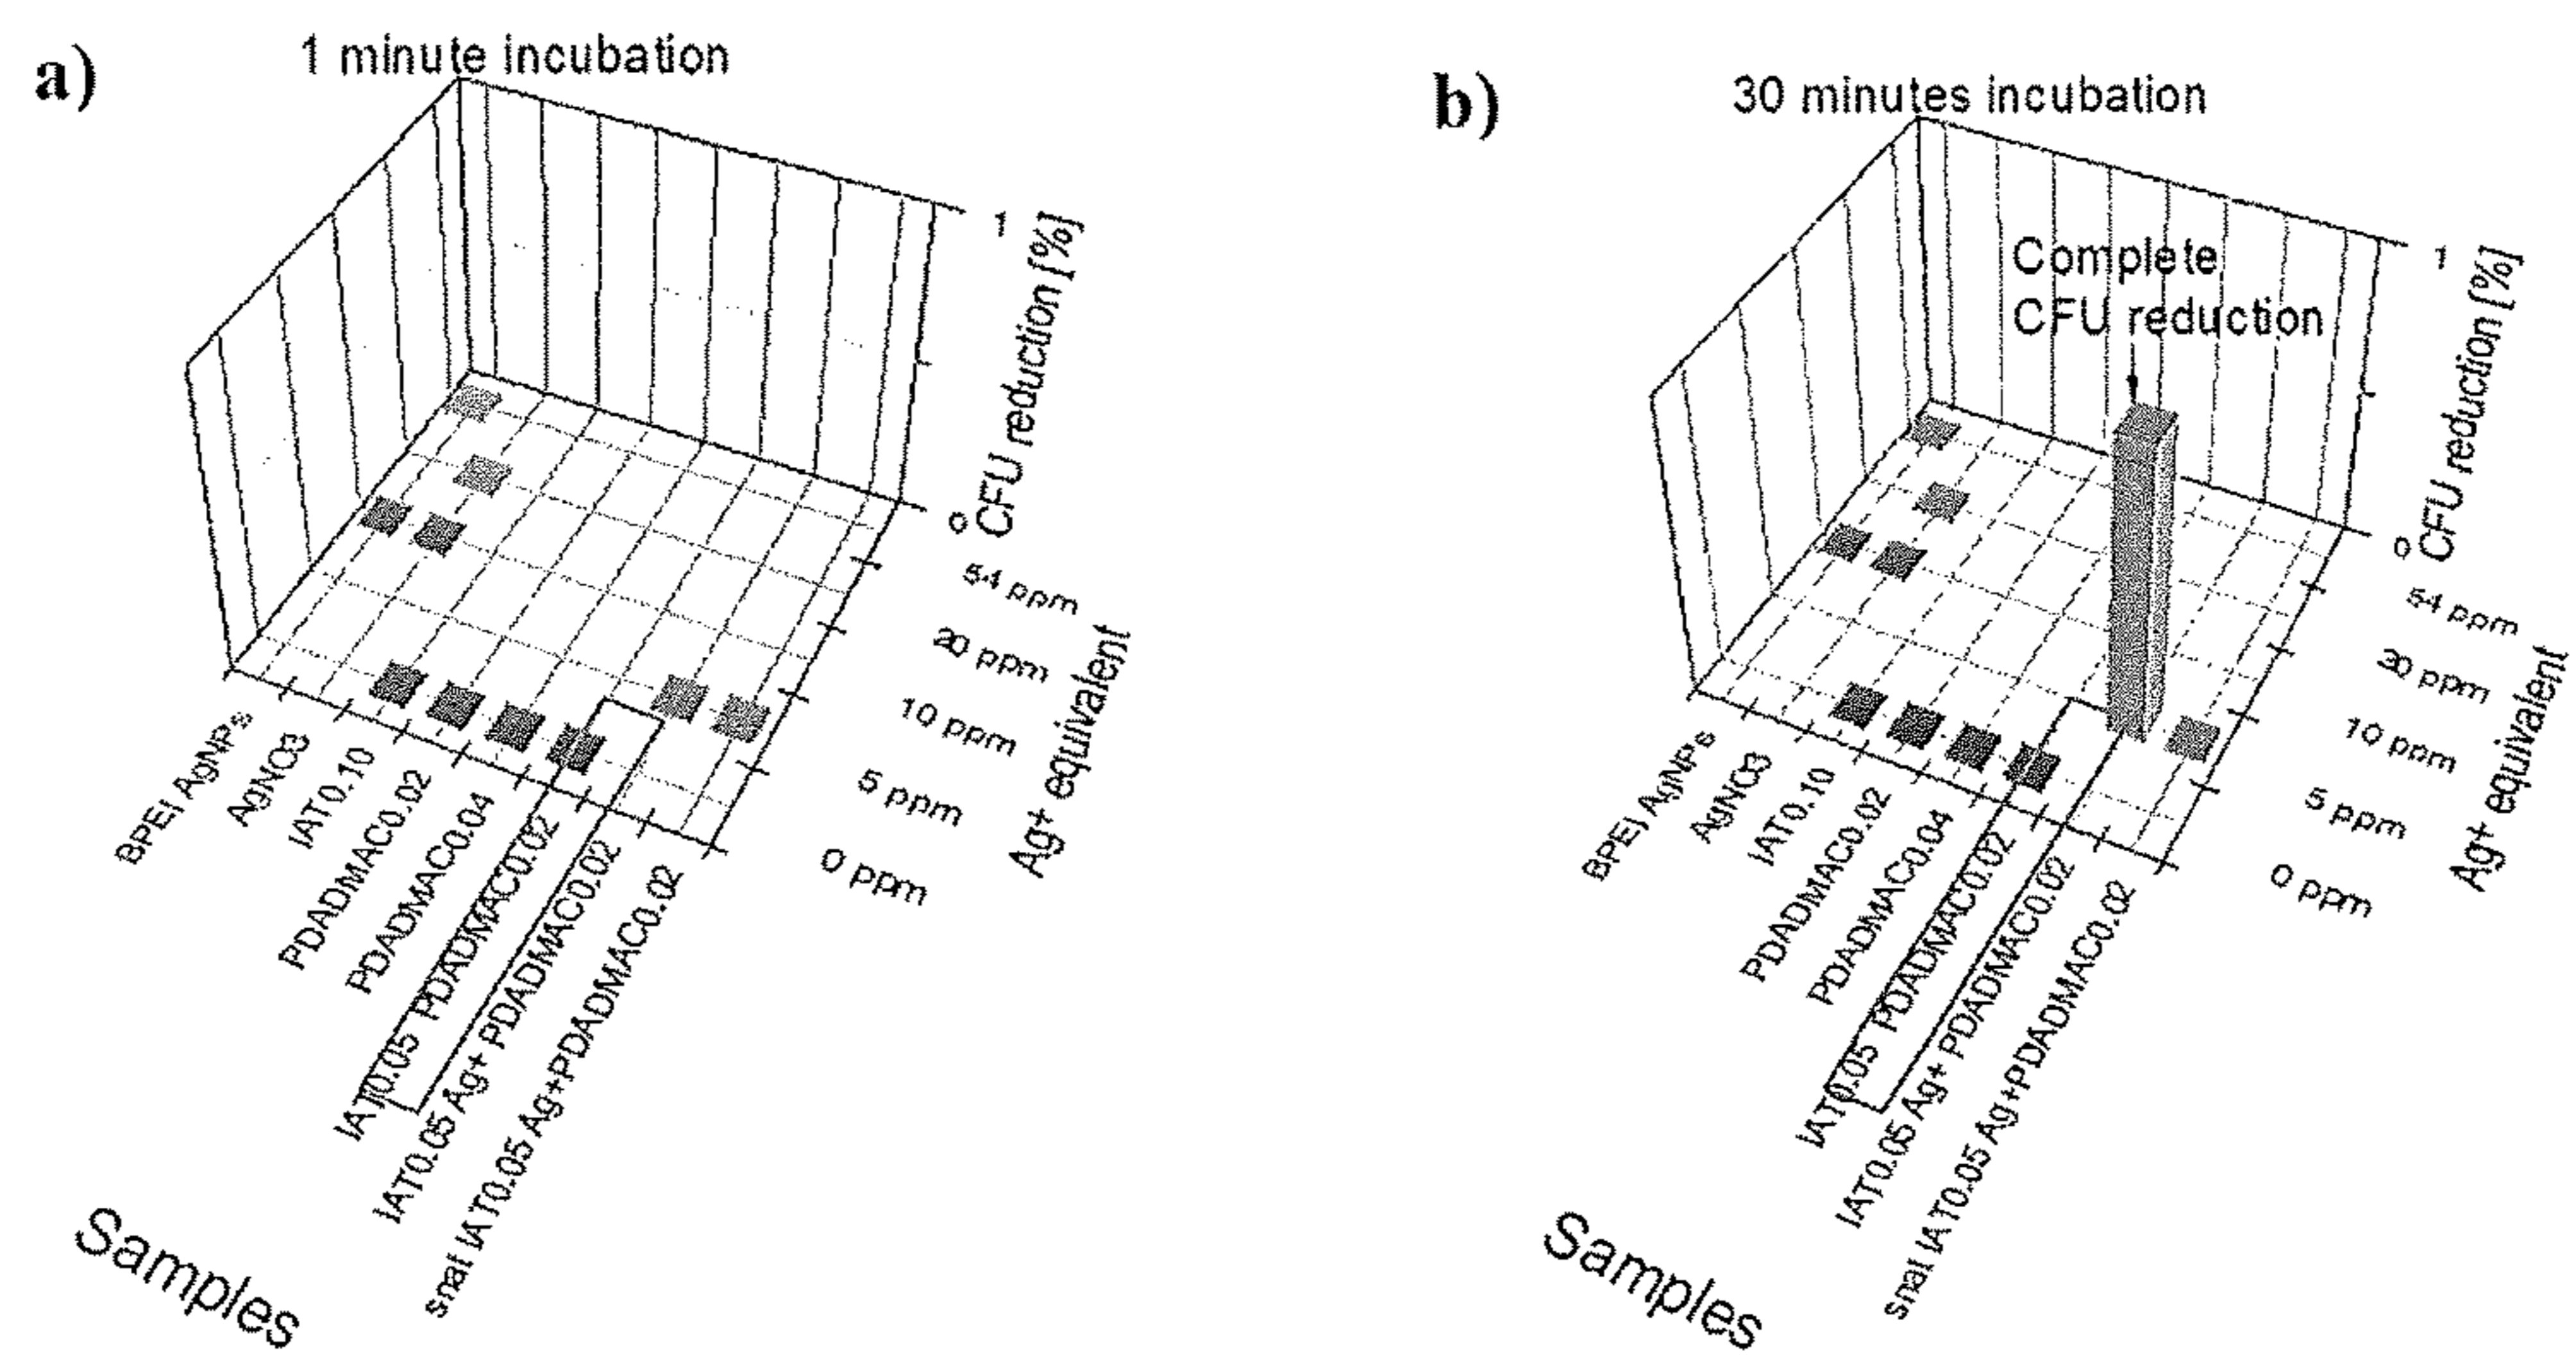 a)
1 minute incubation
1
0
CFU reduction [%]
54 ppm
20 ppm
10 ppm
5 ppm
0 ppm
Ag+ equivalent
BPEI AgNPs
AgNO3
IAT0.10
PDADMAC0.02
PDADMAC0.04
IAT0.05 PDADMAC0.02
IAT0.05 Ag+ PDADMAC0.02
snat IAT0.05 Ag+PDADMAC0.02
Samples
b)
30 minutes incubation
Complete
CFU reduction
1
0
CFU reduction [%]
54 ppm
20 ppm
10 ppm
5 ppm
0 ppm
Ag+ equivalent
BPEI AgNPs
AgNO3
IAT0.10
PDADMAC0.02
PDADMAC0.04
IAT0.05 PDADMAC0.02
IAT0.05 Ag+ PDADMAC0.02
snat IAT0.05 Ag+PDADMAC0.02
Samples